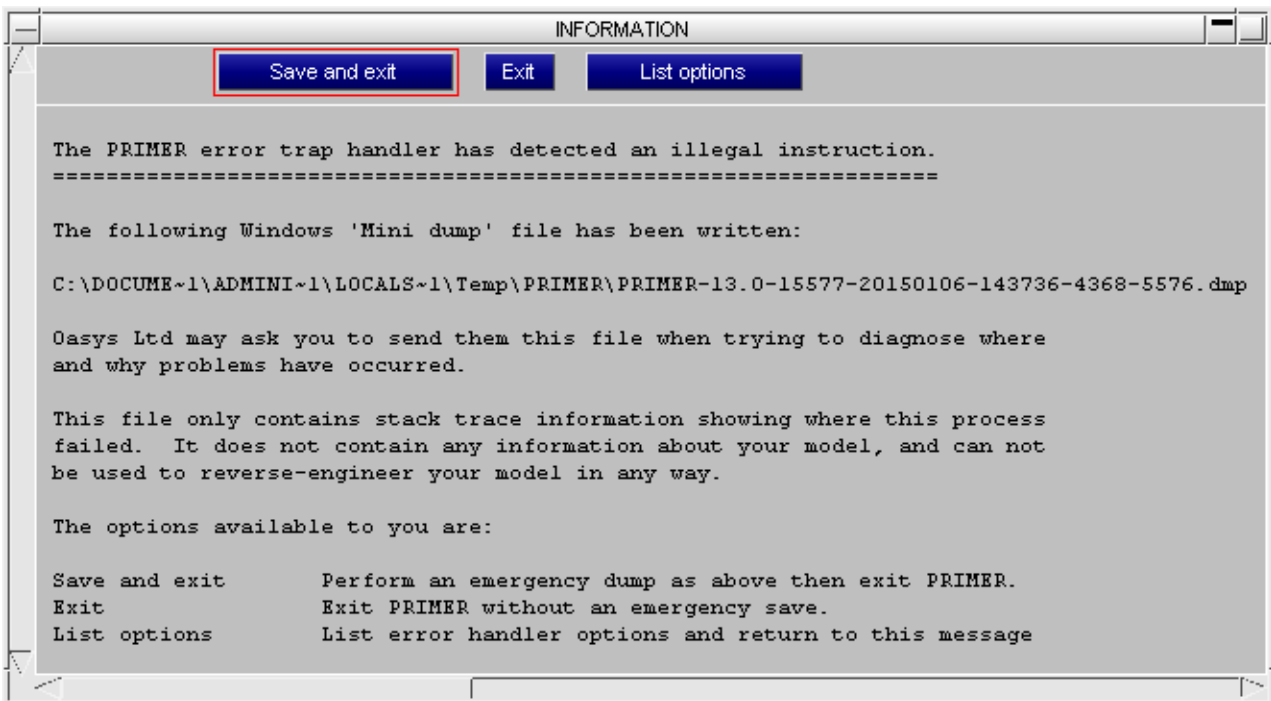 INFORMATION
Save and exit Exit List options
The PRIMER error trap handler has detected an illegal instruction.
==================================================================
The following Windows 'Mini dump' file has been written:
C:\DOCUME~1\ADMINI~1\LOCALS~1\Temp\PRIMER\PRIMER-13.0-15577-20150106-143736-4368-5576.dmp
Oasys Ltd may ask you to send them this file when trying to diagnose where
and why problems have occurred.
This file only contains stack trace information showing where this process
failed.  It does not contain any information about your model, and can not
be used to reverse-engineer your model in any way.
The options available to you are:
Save and exit       Perform an emergency dump as above then exit PRIMER.
Exit                Exit PRIMER without an emergency save.
List options        List error handler options and return to this message